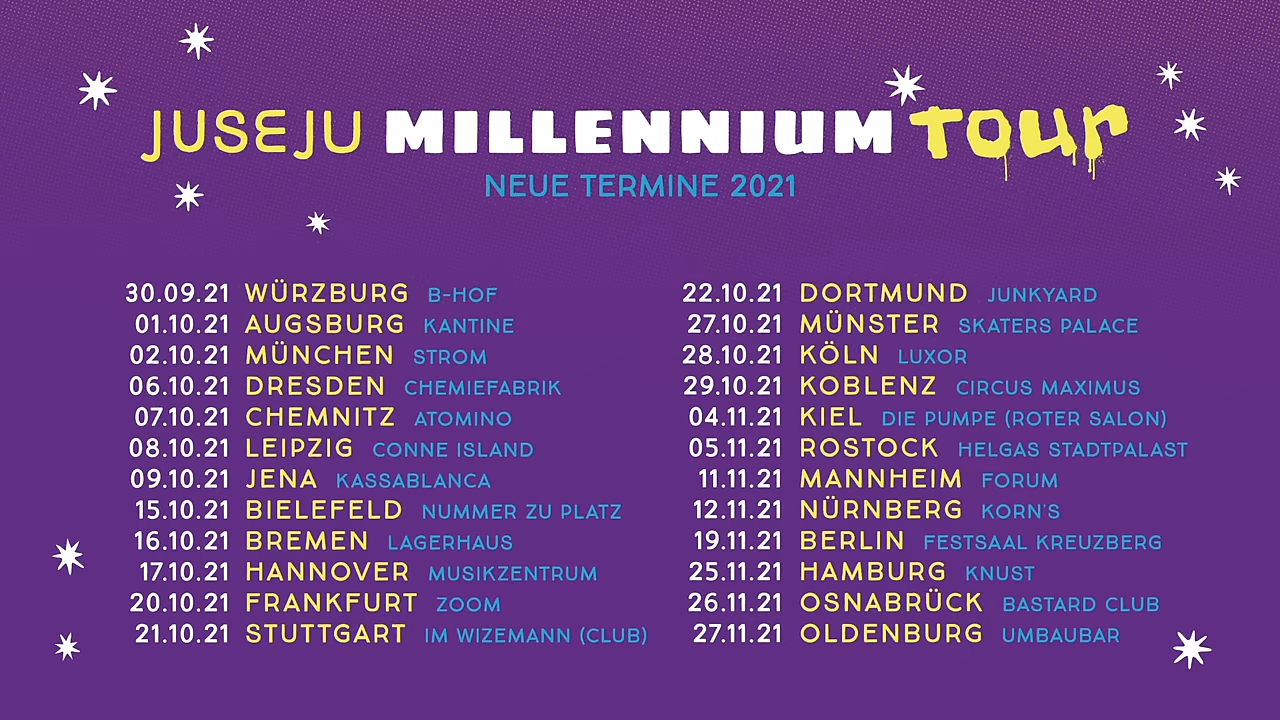 JUSEJU MILLENNIUM TOUR
NEUE TERMINE 2021
30.09.21 WÜRZBURG B-HOF
01.10.21 AUGSBURG KANTINE
02.10.21 MÜNCHEN STROM
06.10.21 DRESDEN CHEMIEFABRIK
07.10.21 CHEMNITZ ATOMINO
08.10.21 LEIPZIG CONNE ISLAND
09.10.21 JENA KASSABLANCA
15.10.21 BIELEFELD NUMMER ZU PLATZ
16.10.21 BREMEN LAGERHAUS
17.10.21 HANNOVER MUSIKZENTRUM
20.10.21 FRANKFURT ZOOM
21.10.21 STUTTGART IM WIZEMANN (CLUB)
22.10.21 DORTMUND JUNKYARD
27.10.21 MÜNSTER SKATERS PALACE
28.10.21 KÖLN LUXOR
29.10.21 KOBLENZ CIRCUS MAXIMUS
04.11.21 KIEL DIE PUMPE (ROTER SALON)
05.11.21 ROSTOCK HELGAS STADTPALAST
11.11.21 MANNHEIM FORUM
12.11.21 NÜRNBERG KORN'S
19.11.21 BERLIN FESTSAAL KREUZBERG
25.11.21 HAMBURG KNUST
26.11.21 OSNABRÜCK BASTARD CLUB
27.11.21 OLDENBURG UMBAUBAR